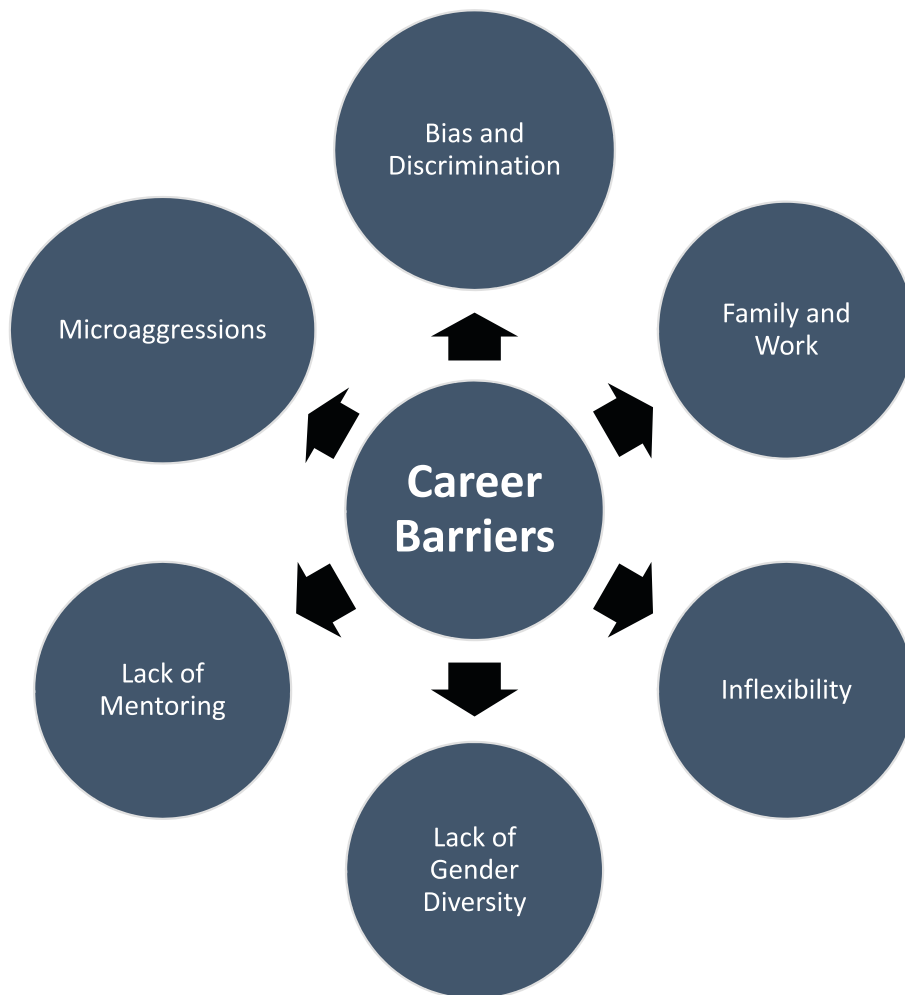 Bias and
Discrimination
Microaggressions
Family and
Work
Career
Barriers
Lack of
Mentoring
Inflexibility
Lack of
Gender
Diversity